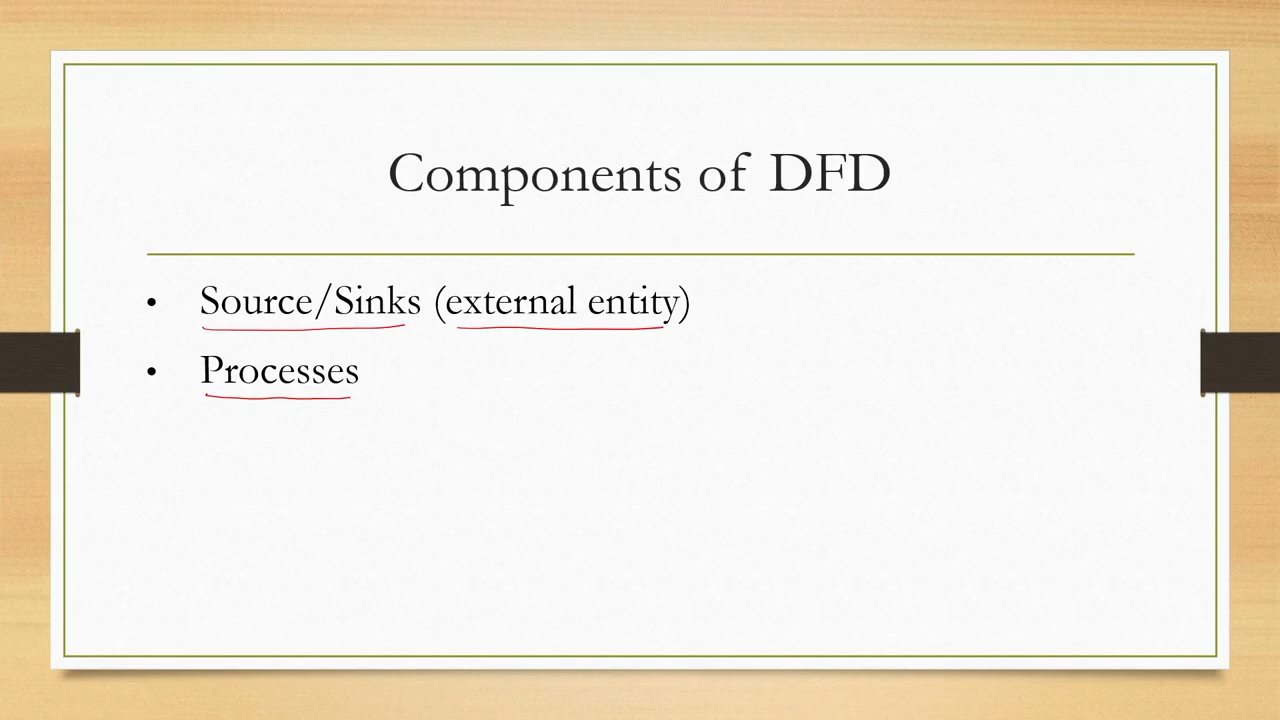 Components of DFD
• Source/Sinks (external entity)
• Processes